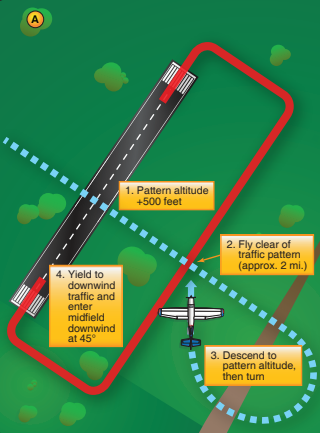 A
1. Pattern altitude
+500 feet
2. Fly clear of
traffic pattern
(approx. 2 mi.)
4. Yield to
downwind
traffic and
enter
midfield
downwind
at 45°
3. Descend to
pattern altitude,
then turn